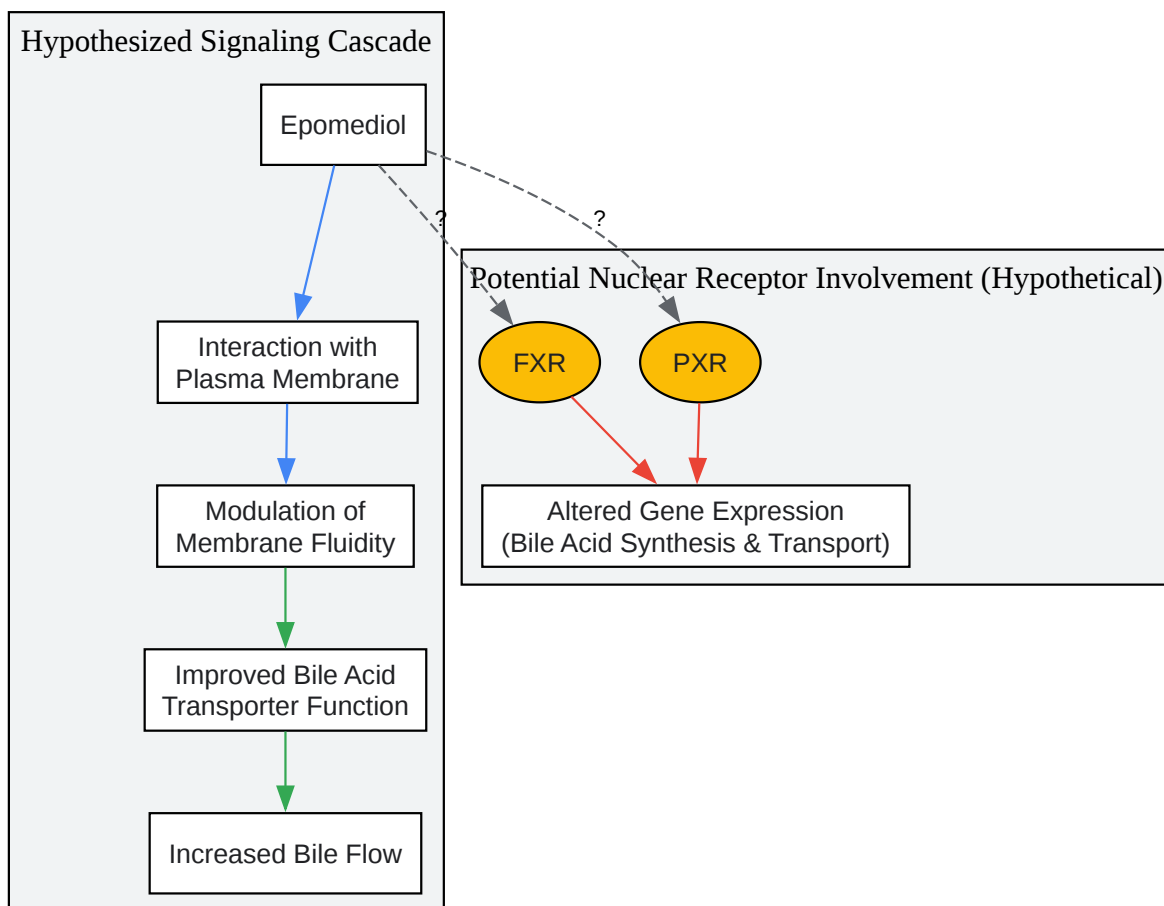 Hypothesized Signaling Cascade
Epomediol
?
?
Potential Nuclear Receptor Involvement (Hypothetical)
Interaction with
Plasma Membrane
FXR
PXR
Modulation of
Membrane Fluidity
Altered Gene Expression
(Bile Acid Synthesis & Transport)
Improved Bile Acid
Transporter Function
Increased Bile Flow